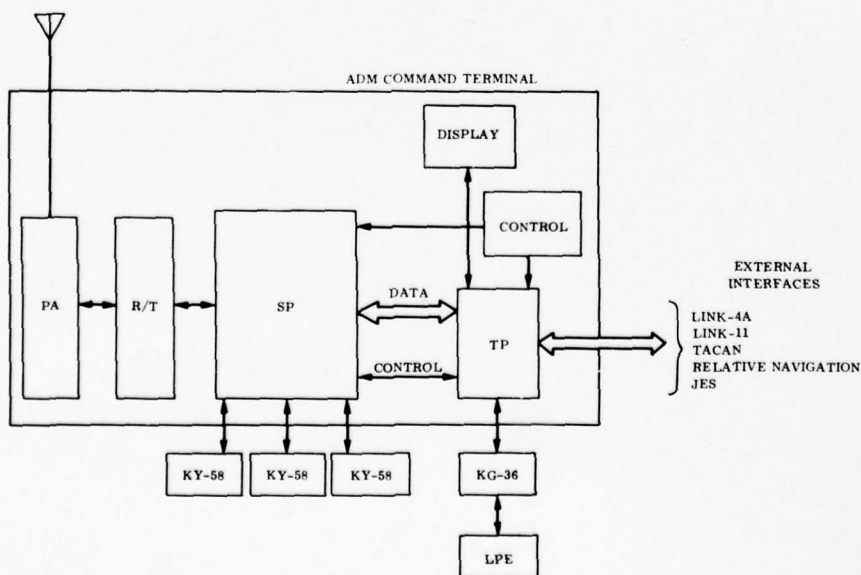 ADM COMMAND TERMINAL
DISPLAY
CONTROL
PA
R/T
SP
DATA
TP
CONTROL
EXTERNAL
INTERFACES
LINK-4A
LINK-11
TACAN
RELATIVE NAVIGATION
JES
KY-58
KY-58
KY-58
KG-36
LPE